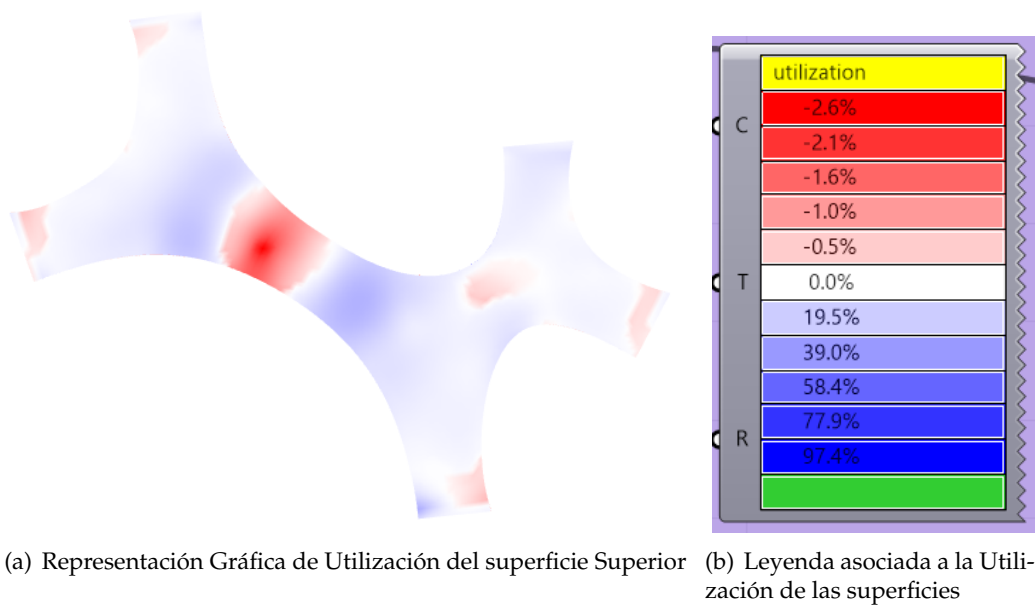 utilization
-2.6%
C
-2.1%
-1.6%
-1.0%
-0.5%
T
0.0%
19.5%
39.0%
58.4%
77.9%
R
97.4%
(a) Representación Gráfica de Utilización del superficie Superior
(b) Leyenda asociada a la Utili-
zación de las superficies